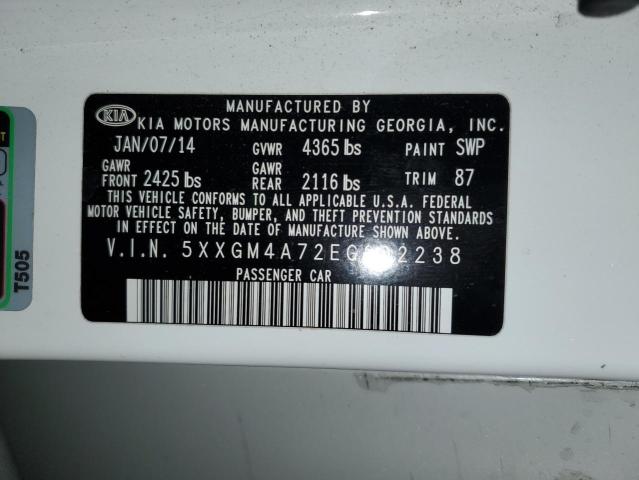 MANUFACTURED BY
KIA KIA MOTORS MANUFACTURING GEORGIA, INC.
JAN/07/14 GVWR 4365 lbs PAINT SWP
GAWR FRONT 2425 lbs GAWR REAR 2116 lbs TRIM 87
THIS VEHICLE CONFORMS TO ALL APPLICABLE U.S.A. FEDERAL
MOTOR VEHICLE SAFETY, BUMPER, AND THEFT PREVENTION STANDARDS
IN EFFECT ON THE DATE OF MANUFACTURE SHOWN ABOVE.
V.I.N.
PASSENGER CAR
T505